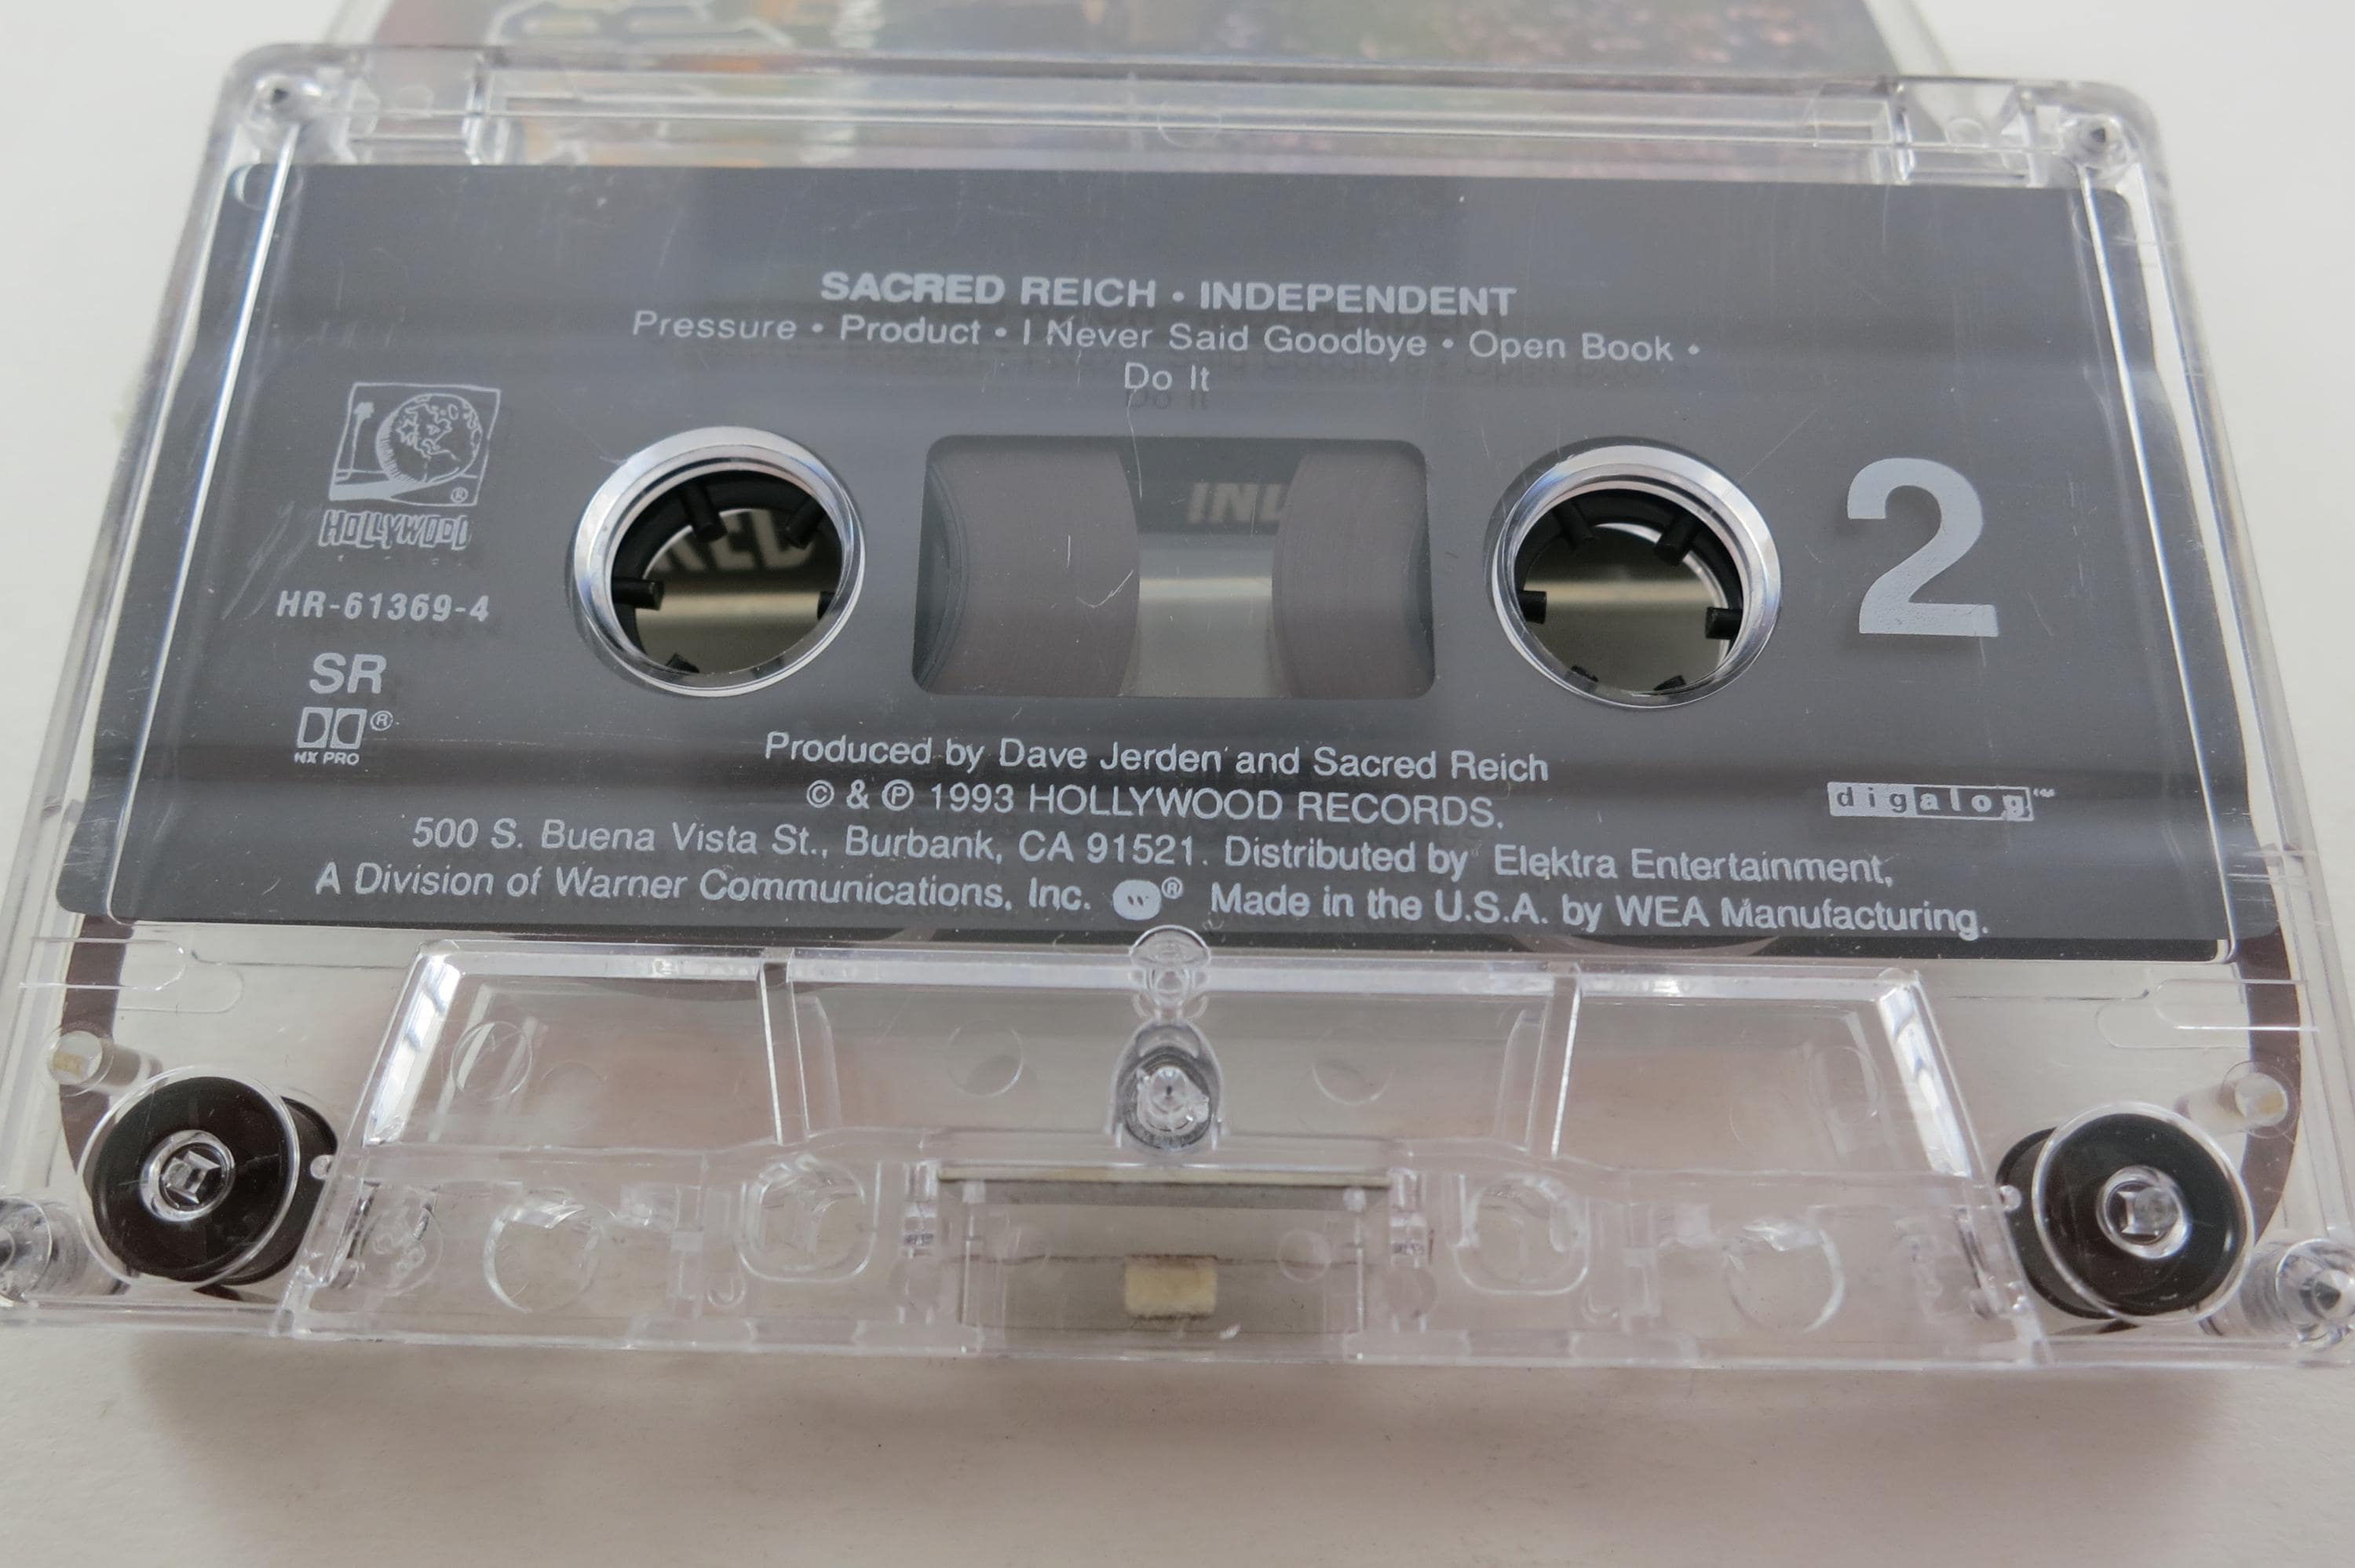 SACRED REICH • INDEPENDENT
Pressure • Product • I Never Said Goodbye • Open Book •
Do It
HOLLYWOOD
®
HR-61369-4
SR
®
HX PRO
2
Produced by Dave Jerden and Sacred Reich
© & ℗ 1993 HOLLYWOOD RECORDS.
digalog
500 S. Buena Vista St., Burbank, CA 91521. Distributed by Elektra Entertainment,
A Division of Warner Communications, Inc. ® Made in the U.S.A. by WEA Manufacturing.